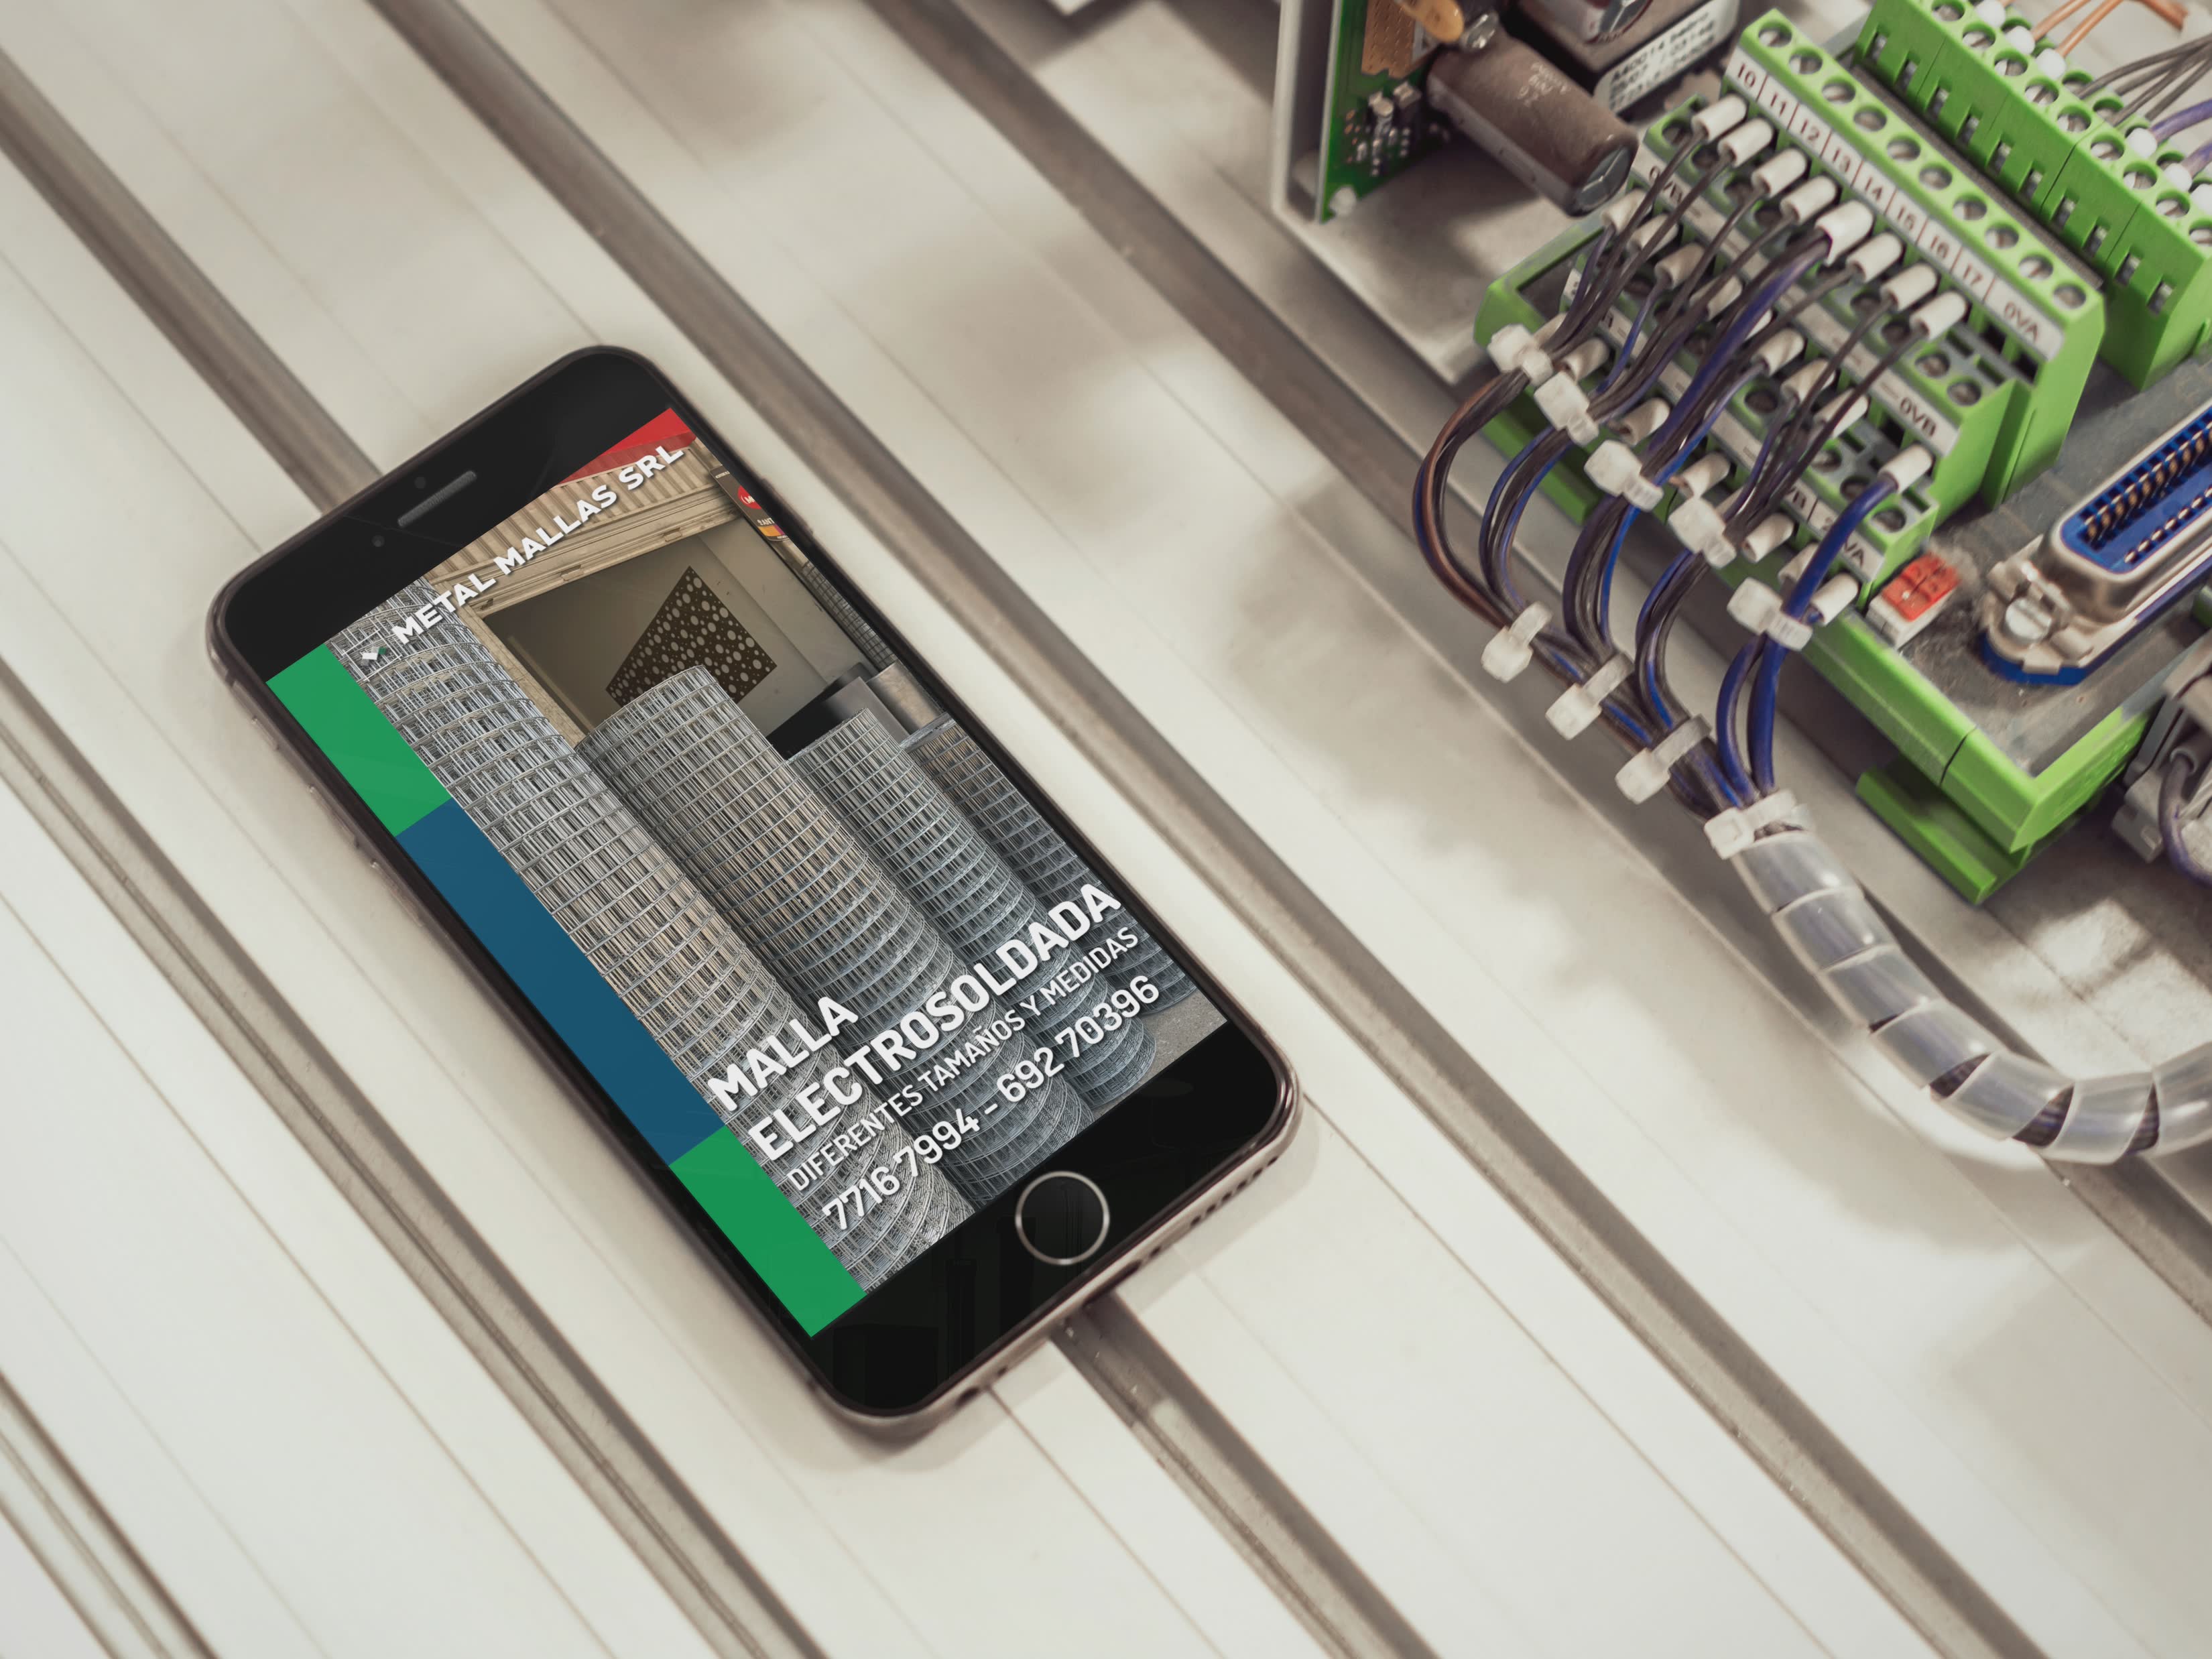 METAL MALLAS SRL
MALLA
ELECTROSOLDADA
DIFERENTES TAMAÑOS Y MEDIDAS
7716 7994 - 692 70396
10 11 12 13 14 15 16 17 0VA
0VB